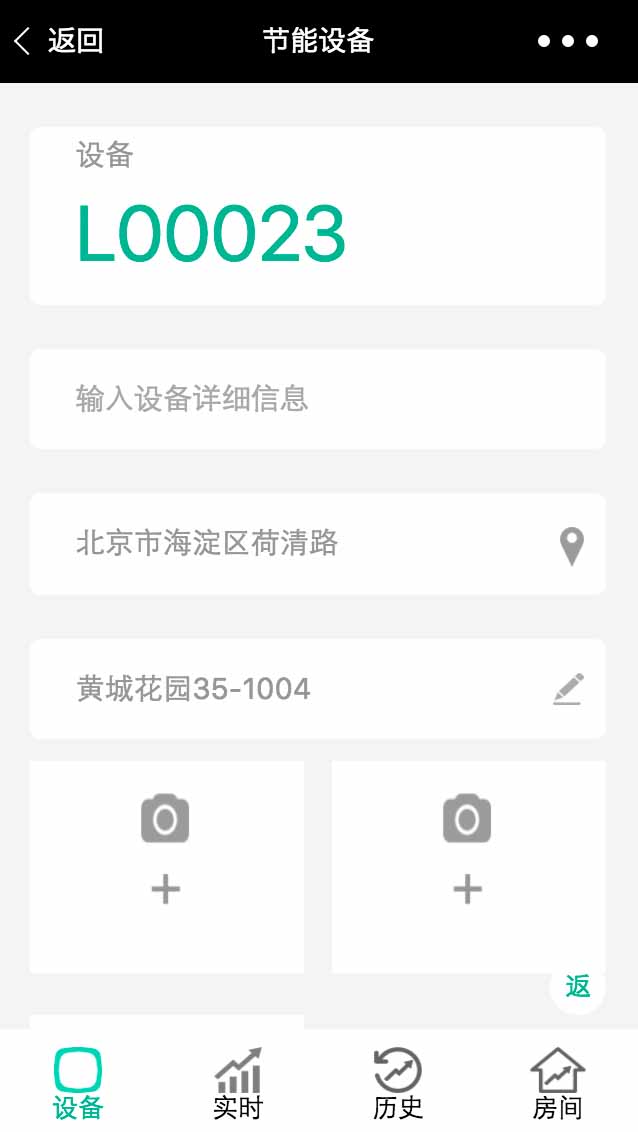 返回
节能设备
设备
L00023
输入设备详细信息
北京市海淀区荷清路
黄城花园35-1004
返
设备
实时
历史
房间